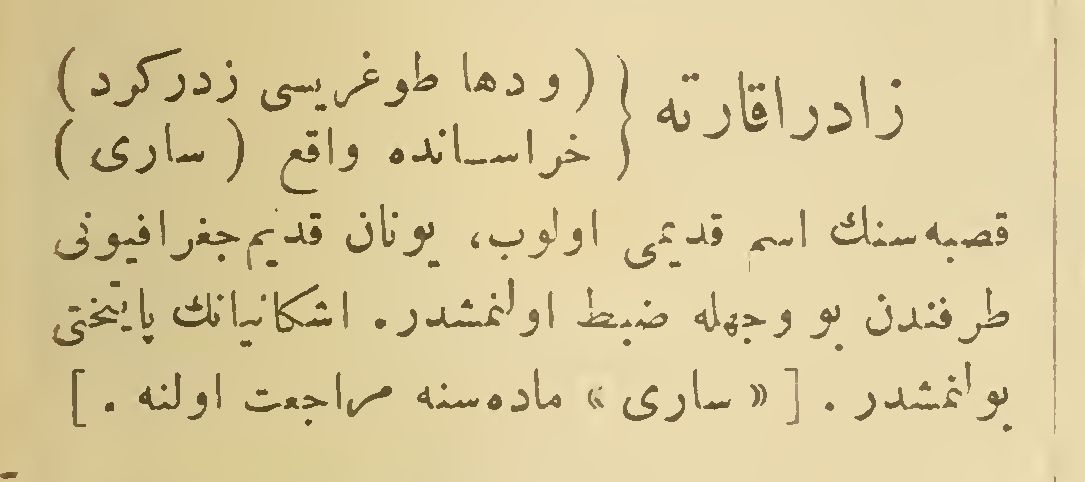 زادراقارته { ( و دها طوغریسی زدرکرد )
خراسانده واقع ( ساری )
قصبه‌سنك اسم قدیمی اولوب، یونان قدیم جغرافیونی
طرفندن بو وجهله ضبط اولنمشدر. اشکانیانك پایتختی
بولنمشدر . [ « ساری » ماده‌سنه مراجعت اولنه . ]